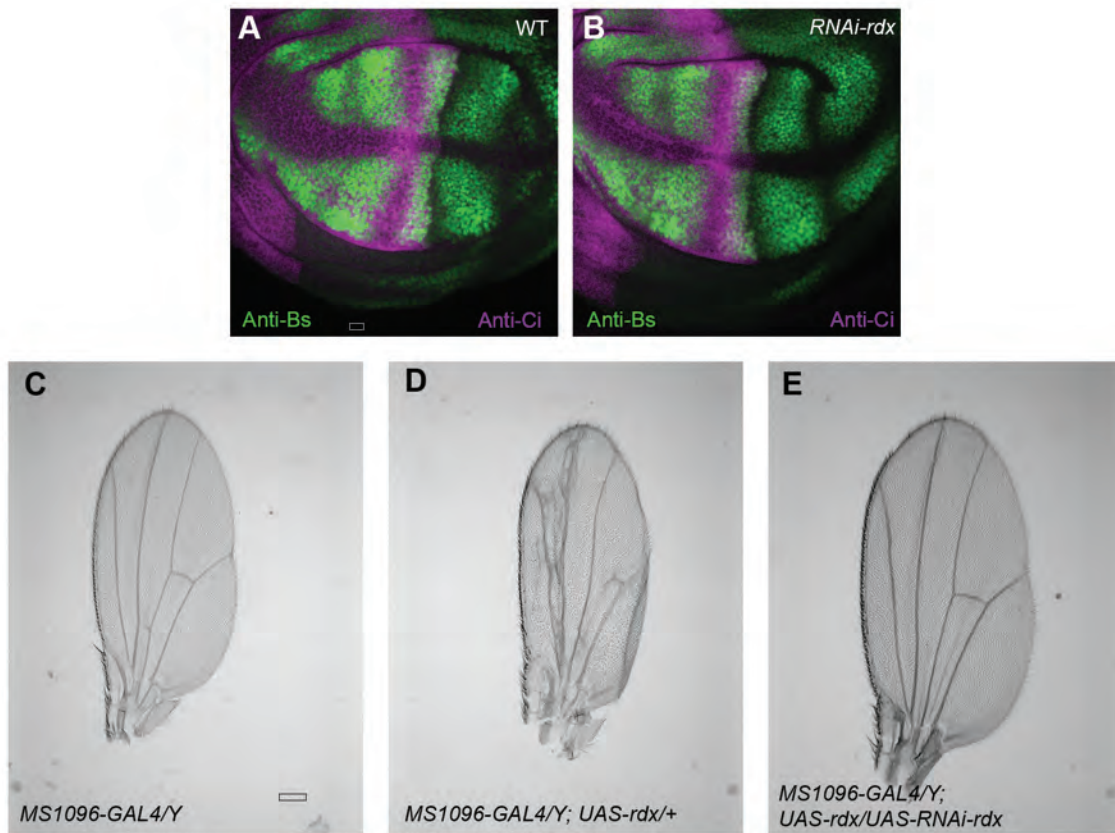 A
WT
Anti-Bs
Anti-Ci
B
RNAi-rdx
Anti-Bs
Anti-Ci
C
MS1096-GAL4/Y
D
MS1096-GAL4/Y; UAS-rdx/+
E
MS1096-GAL4/Y;
UAS-rdx/UAS-RNAi-rdx